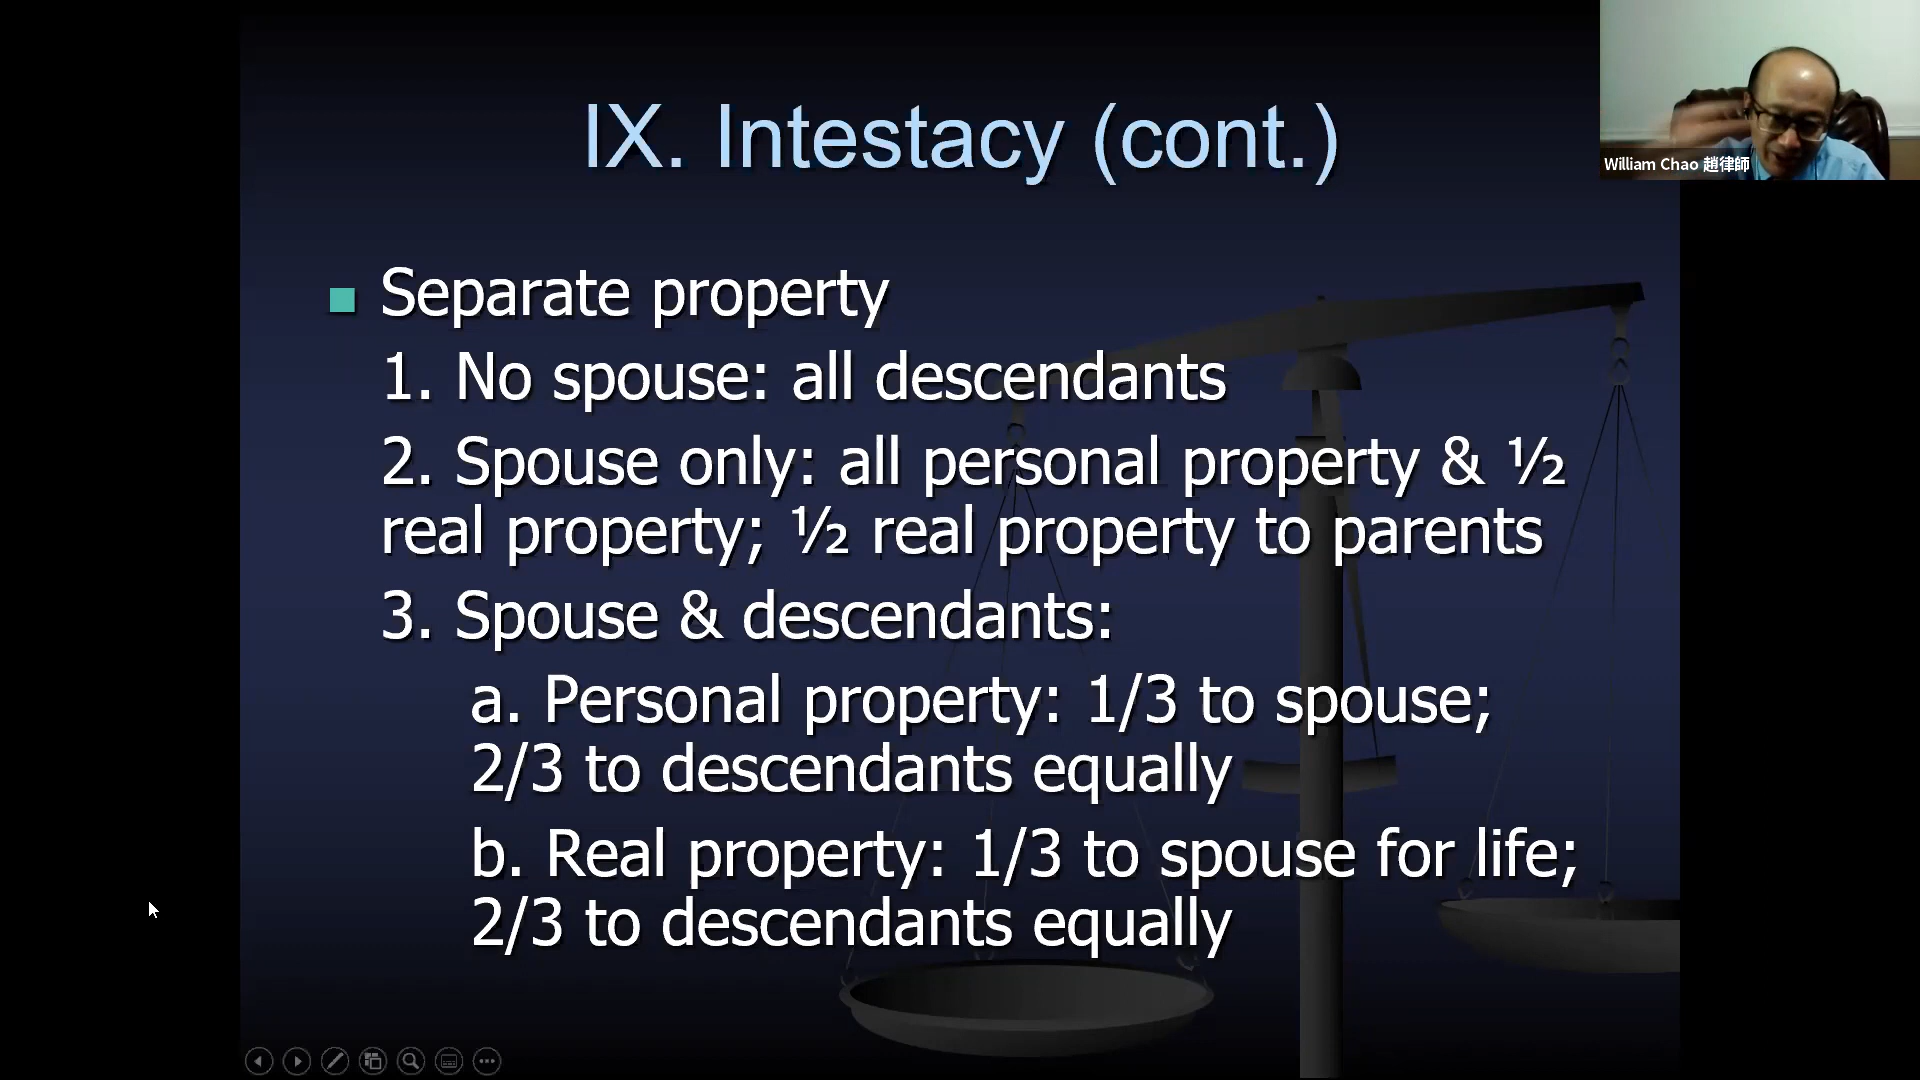 IX. Intestacy (cont.)
William Chao 趙律師
Separate property
1. No spouse: all descendants
2. Spouse only: all personal property & ½
real property; ½ real property to parents
3. Spouse & descendants:
a. Personal property: 1/3 to spouse;
2/3 to descendants equally
b. Real property: 1/3 to spouse for life;
2/3 to descendants equally